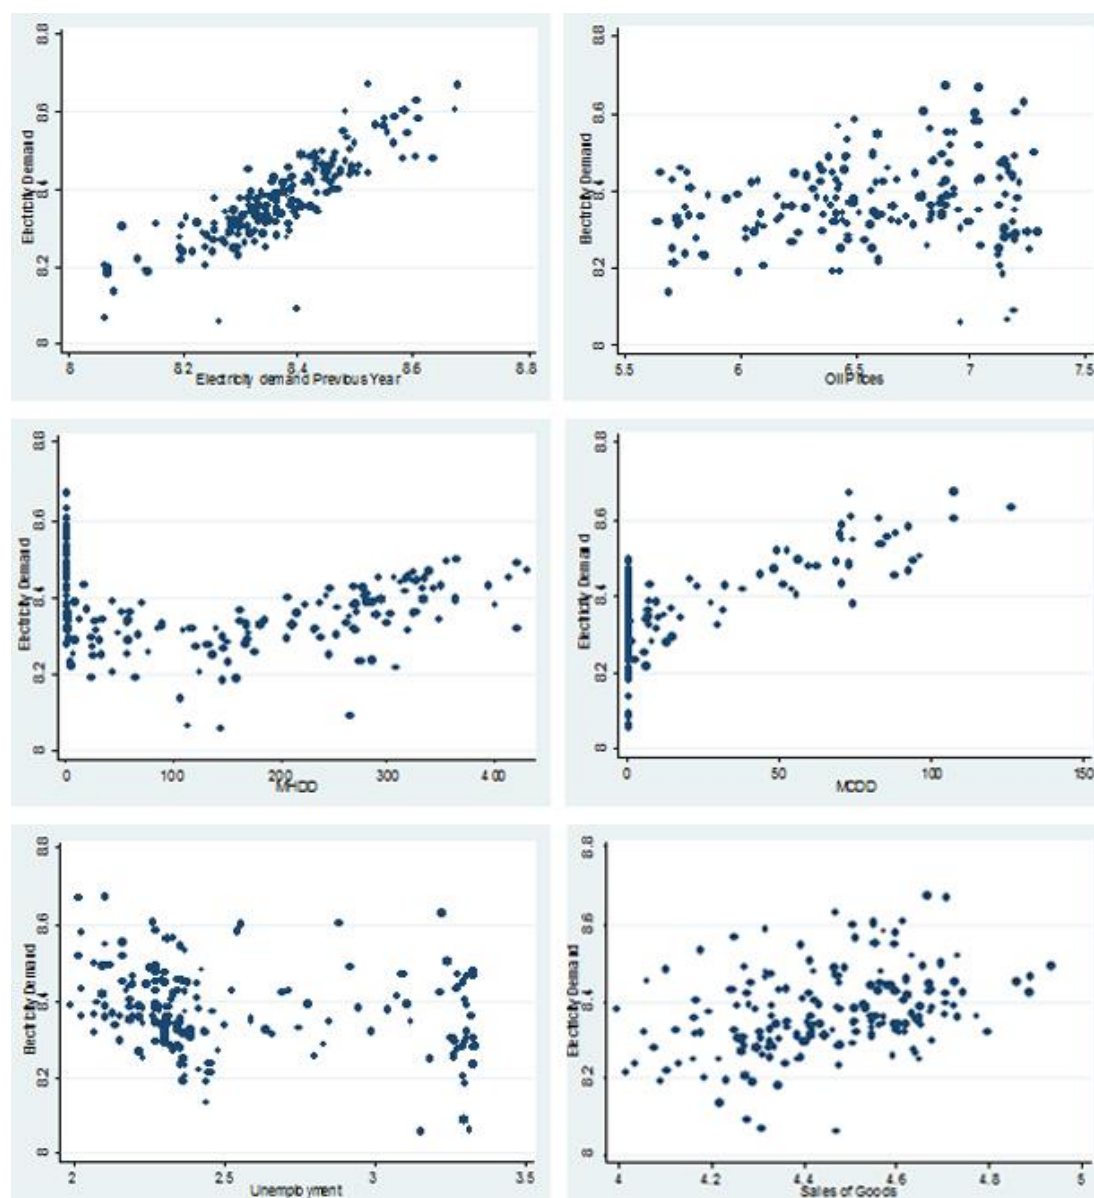 Electricity Demand
8 8.2 8.4 8.6 8.8
8 8.2 8.4 8.6 8.8
Electricity demand Previous Year
Electricity Demand
8 8.2 8.4 8.6 8.8
5.5 6 6.5 7 7.5
Oil Prices
Electricity Demand
8 8.2 8.4 8.6 8.8
0 100 200 300 400
MHDD
Electricity Demand
8 8.2 8.4 8.6 8.8
0 50 100 150
MCDD
Electricity Demand
8 8.2 8.4 8.6 8.8
2 2.5 3 3.5
Unemployment
Electricity Demand
8 8.2 8.4 8.6 8.8
4 4.2 4.4 4.6 4.8 5
Sales of Goods